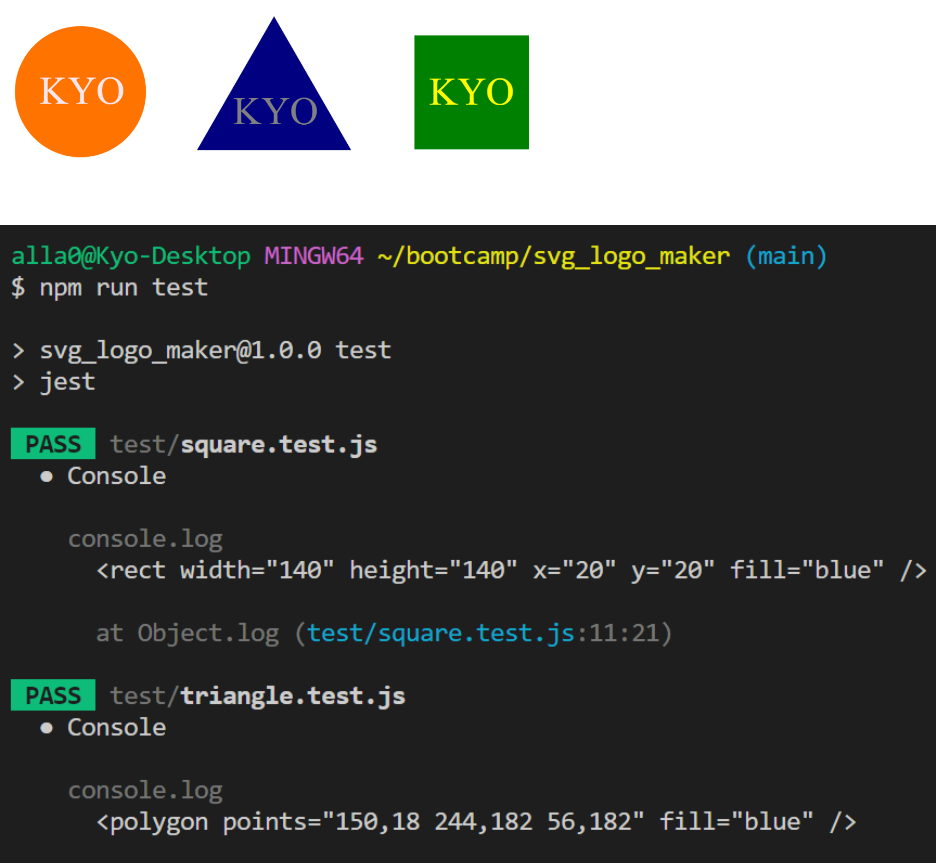 KYO KYO KYO
alla0@Kyo-Desktop MINGW64 ~/bootcamp/svg_logo_maker (main)
$ npm run test
> svg_logo_maker@1.0.0 test
> jest
PASS test/square.test.js
● Console
console.log
<rect width="140" height="140" x="20" y="20" fill="blue" />
at Object.log (test/square.test.js:11:21)
PASS test/triangle.test.js
● Console
console.log
<polygon points="150,18 244,182 56,182" fill="blue" />